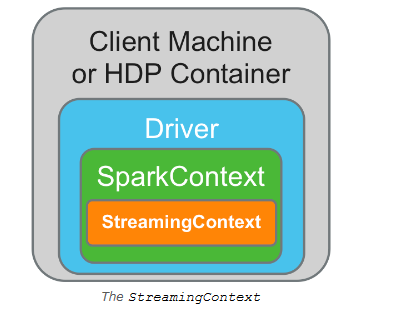 Client Machine
or HDP Container
Driver
SparkContext
StreamingContext
The StreamingContext